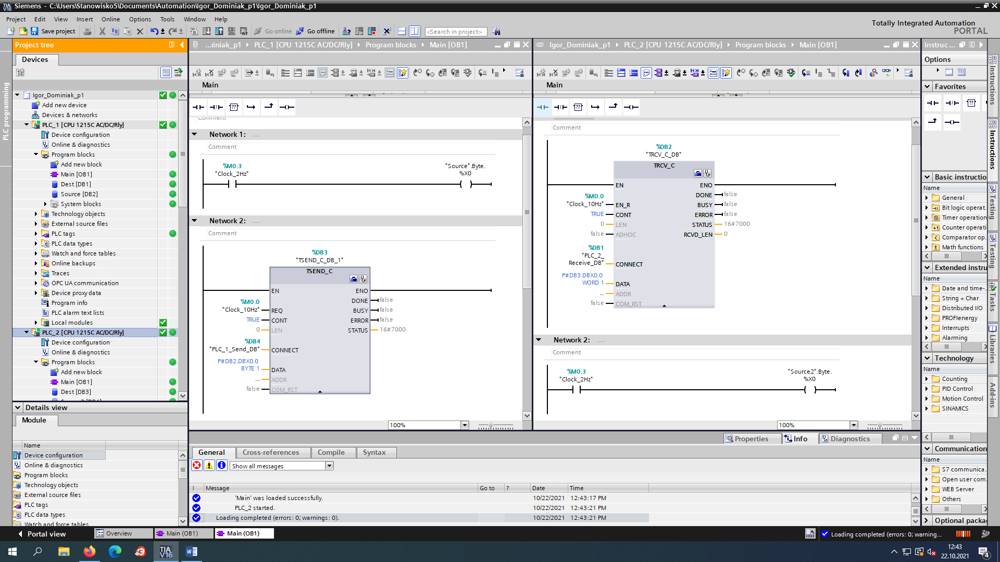 Siemens - C:\Users\Stanowisko5\Documents\Automation\Igor_Dominiak_p1\Igor_Dominiak_p1
Project Edit View Insert Online Options Tools Window Help
Totally Integrated Automation
PORTAL
Save project
Go online
Go offline
<Search in project>
Project tree
Devices
PLC programming
Igor_Dominiak_p1
Add new device
Devices & networks
PLC_1 [CPU 1215C AC/DC/Rly]
Device configuration
Online & diagnostics
Program blocks
Add new block
Main [OB1]
Dest [DB1]
Source [DB2]
System blocks
Technology objects
External source files
PLC tags
PLC data types
Watch and force tables
Online backups
Traces
OPC UA communication
Device proxy data
Program info
PLC alarm text lists
Local modules
PLC_2 [CPU 1215C AC/DC/Rly]
Device configuration
Online & diagnostics
Program blocks
Add new block
Main [OB1]
Dest [DB3]
Details view
Module
Name
Device configuration
Online & diagnostics
Program blocks
Technology objects
External source files
PLC tags
PLC data types
Watch and force tables
...iniak_p1 PLC_1 [CPU 1215C AC/DC/Rly] Program blocks Main [OB1]
Main
Comment
Network 1: .....
Comment
%M0.3
"Clock_2Hz"
"Source".Byte.
%X0
Network 2: .....
Comment
%DB3
"TSEND_C_DB_1"
TSEND_C
EN ENO
DONE false
%M0.0
"Clock_10Hz" REQ BUSY false
TRUE CONT ERROR false
0 LEN STATUS 16#7000
%DB4
"PLC_1_Send_DB" CONNECT
P#DB2.DBX0.0
BYTE 1 DATA
... ADDR
false COM_RST
100%
Igor_Dominiak_p1 PLC_2 [CPU 1215C AC/DC/Rly] Program blocks Main [OB1]
Main
Comment
%DB2
"TRCV_C_DB"
TRCV_C
EN ENO
DONE false
%M0.0
"Clock_10Hz" EN_R BUSY false
TRUE CONT ERROR false
0 LEN STATUS 16#7000
false ADHOC RCVD_LEN 0
%DB1
"PLC_2_
Receive_DB" CONNECT
P#DB3.DBX0.0
WORD 1 DATA
... ADDR
false COM_RST
Network 2: .....
Comment
%M0.3
"Clock_2Hz"
"Source2".Byte.
%X0
100%
Properties Info Diagnostics
General Cross-references Compile Syntax
Show all messages
! Message Go to ? Date Time
'Main' was loaded successfully. 10/22/2021 12:43:17 PM
PLC_2 started. 10/22/2021 12:43:21 PM
Loading completed (errors: 0; warnings: 0). 10/22/2021 12:43:21 PM
Instruc...
Options
Favorites
Basic instructio
Name
General
Bit logic operat.
Timer operation
Counter operati
Comparator op.
Math functions
Extended instru
Name
Date and time-..
String + Char
Distributed I/O
PROFIenergy
Interrupts
Alarming
Technology
Name
Counting
PID Control
Motion Control
SINAMICS
Communication
Name
S7 communica.
Open user com.
WEB Server
Others
Optional packag
Instructions
Instructions
Testing
Testing
Tasks
Libraries
Add-ins
Portal view Overview Main (OB1) Main (OB1) Loading completed (errors: 0; warning...
TIA
V16
12:43
22.10.2021
4